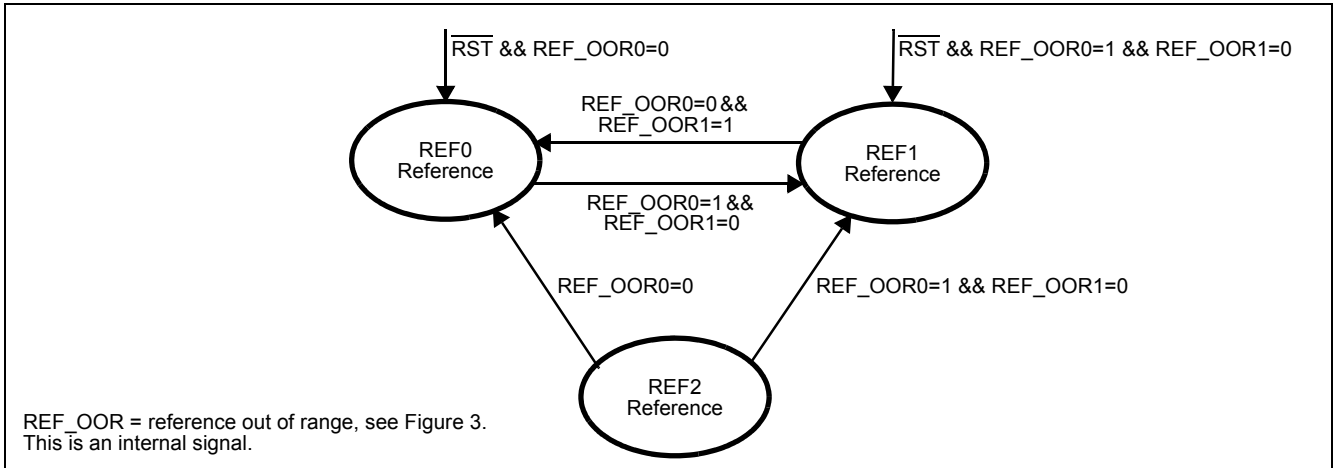 RST && REF_OOR0=0
RST && REF_OOR0=1 && REF_OOR1=0
REF_OOR0=0 &&
REF_OOR1=1
REF0
Reference
REF1
Reference
REF_OOR0=1 &&
REF_OOR1=0
REF_OOR0=0
REF_OOR0=1 && REF_OOR1=0
REF2
Reference
REF_OOR = reference out of range, see Figure 3.
This is an internal signal.